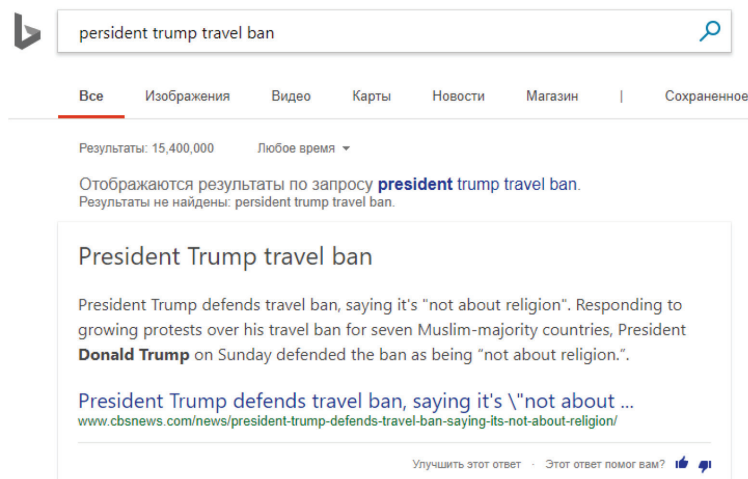 persident trump travel ban
Все Изображения Видео Карты Новости Магазин | Сохраненное
Результаты: 15,400,000 Любое время
Отображаются результаты по запросу president trump travel ban.
Результаты не найдены: persident trump travel ban.
President Trump travel ban
President Trump defends travel ban, saying it's "not about religion". Responding to
growing protests over his travel ban for seven Muslim-majority countries, President
Donald Trump on Sunday defended the ban as being “not about religion.”.
President Trump defends travel ban, saying it's \"not about ...
www.cbsnews.com/news/president-trump-defends-travel-ban-saying-its-not-about-religion/
Улучшить этот ответ · Этот ответ помог вам?